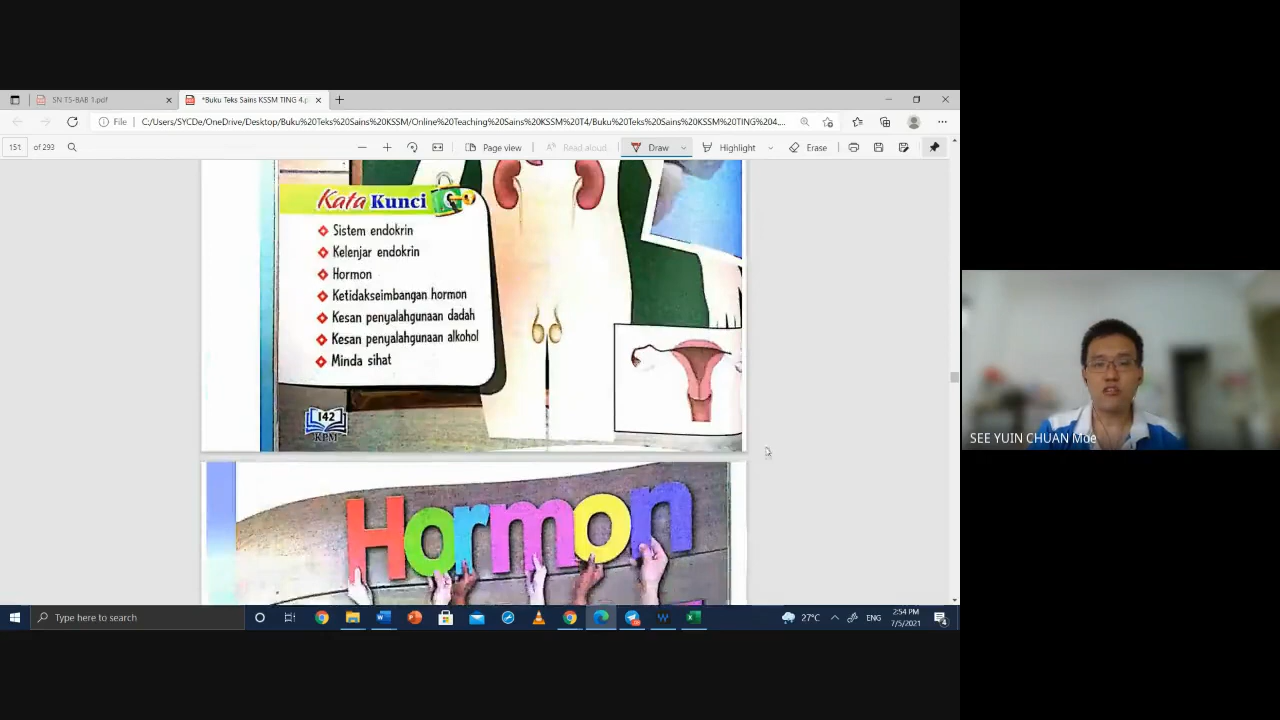 SN T5-BAB 1.pdf
*Buku Teks Sains KSSM TING 4.p
File
C:/Users/SYCDe/OneDrive/Desktop/Buku%20Teks%20Sains%20KSSM/Online%20Teaching%20Sains%20KSSM%20T4/Buku%20Teks%20Sains%20KSSM%20TING%204....
151 of 293
Page view
Read aloud
Draw
Highlight
Erase
Kata Kunci
Sistem endokrin
Kelenjar endokrin
Hormon
Ketidakseimbangan hormon
Kesan penyalahgunaan dadah
Kesan penyalahgunaan alkohol
Minda sihat
142
KPM
SEE YUIN CHUAN Moe
Hormon
Type here to search
27°C
ENG
2:54 PM
7/5/2021